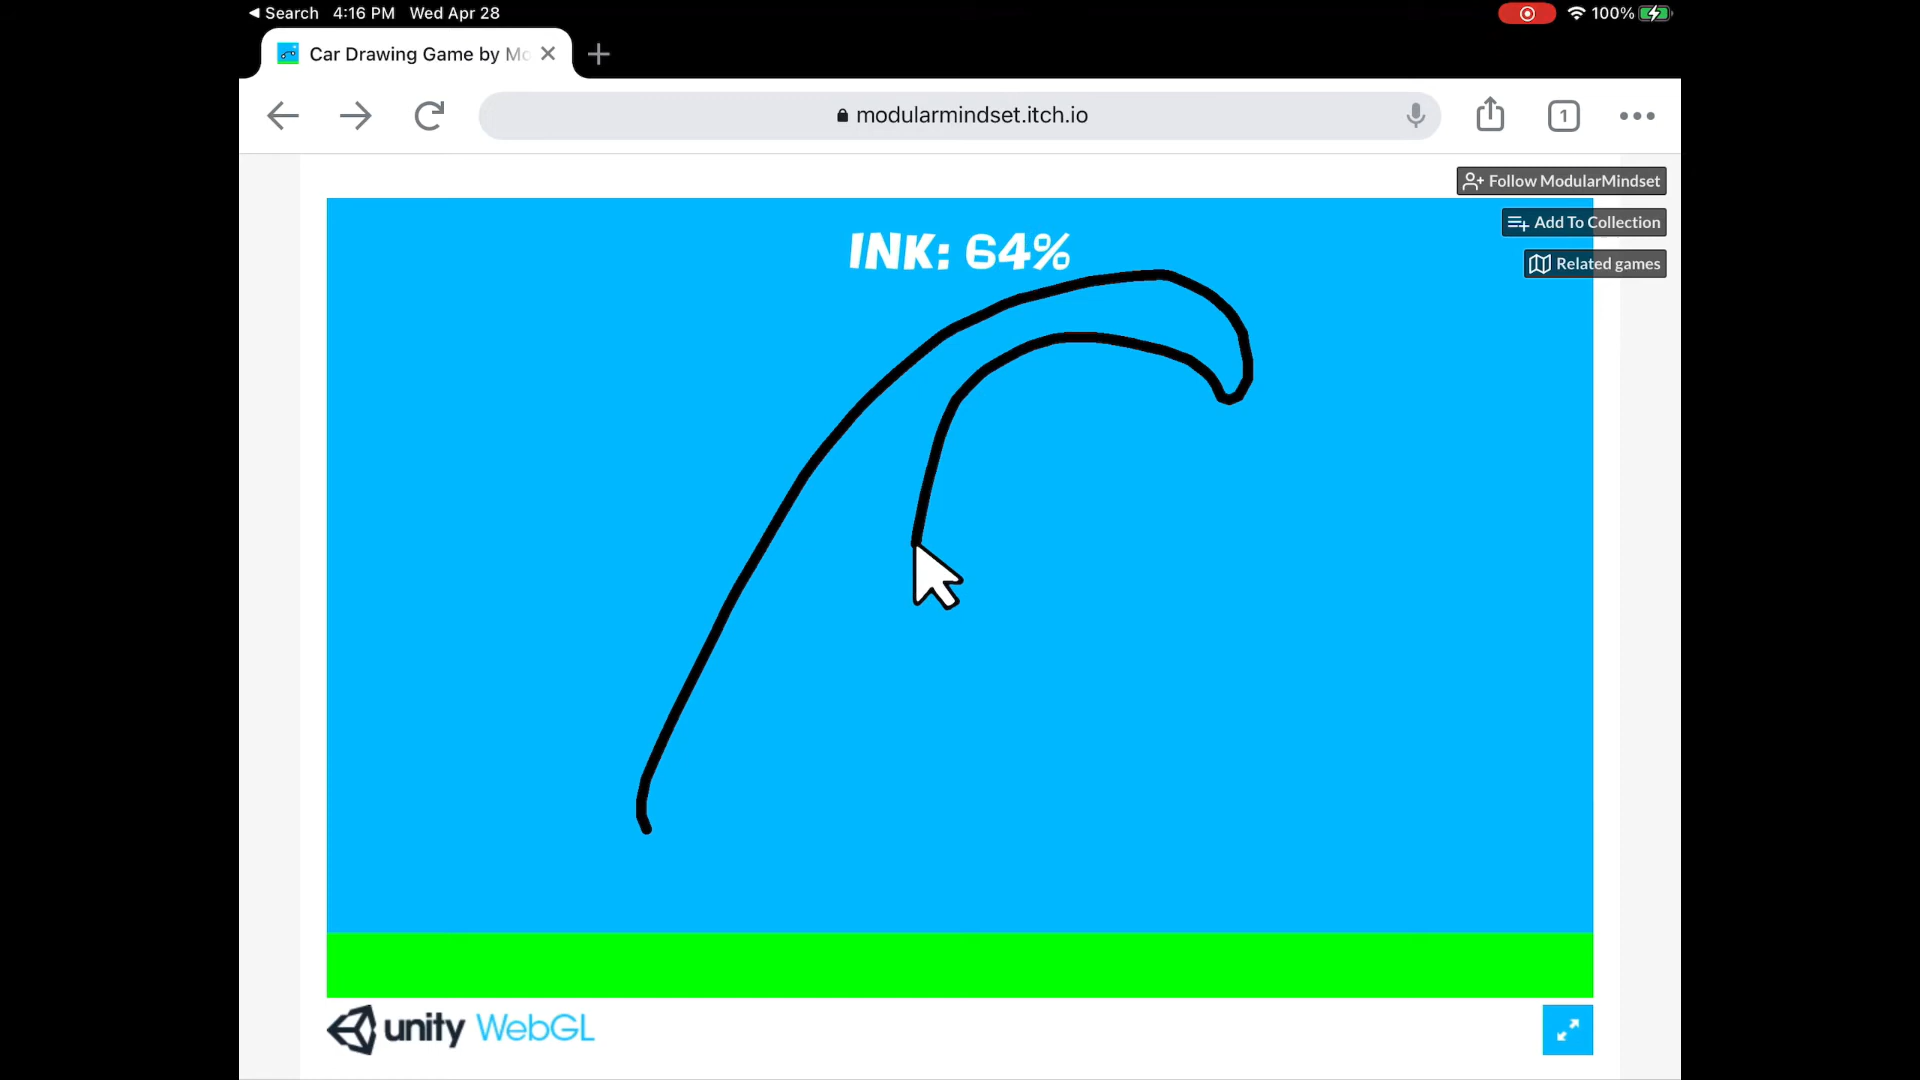 Search 4:16 PM Wed Apr 28
100%
Car Drawing Game by Mo
modularmindset.itch.io
1
Follow ModularMindset
Add To Collection
Related games
INK: 64%
unity WebGL